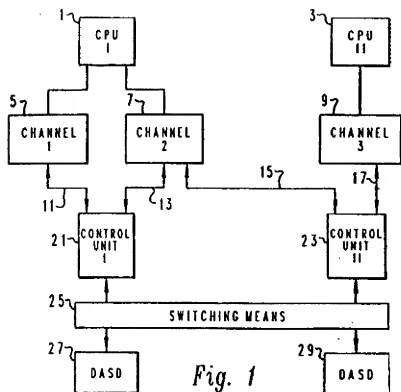 1
CPU
I
3
CPU
II
5
CHANNEL
1
7
CHANNEL
2
9
CHANNEL
3
11
13
15
17
21
CONTROL
UNIT
I
23
CONTROL
UNIT
II
25
SWITCHING MEANS
27
DASD
29
DASD
Fig. 1